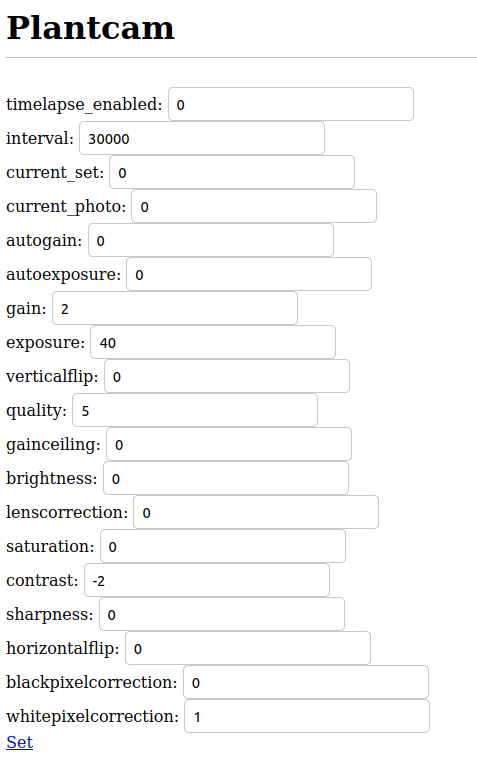 Plantcam
timelapse_enabled: 0
interval: 30000
current_set: 0
current_photo: 0
autogain: 0
autoexposure: 0
gain: 2
exposure: 40
verticalflip: 0
quality: 5
gainceiling: 0
brightness: 0
lenscorrection: 0
saturation: 0
contrast: -2
sharpness: 0
horizontalflip: 0
blackpixelcorrection: 0
whitepixelcorrection: 1
Set